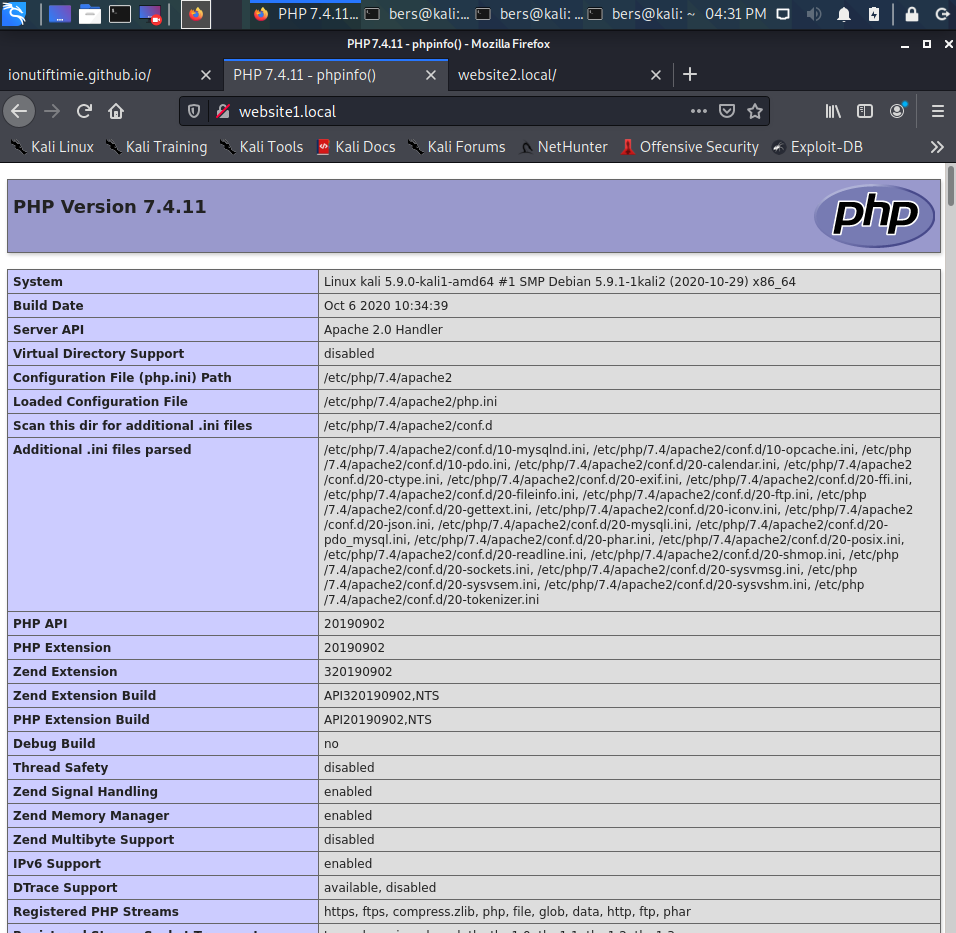 PHP 7.4.11... bers@kali:... bers@kali: ... bers@kali: ~ 04:31 PM
PHP 7.4.11 - phpinfo() - Mozilla Firefox
ionutiftimie.github.io/ PHP 7.4.11 - phpinfo() website2.local/
website1.local
Kali Linux Kali Training Kali Tools Kali Docs Kali Forums NetHunter Offensive Security Exploit-DB
PHP Version 7.4.11
php
System Linux kali 5.9.0-kali1-amd64 #1 SMP Debian 5.9.1-1kali2 (2020-10-29) x86_64
Build Date Oct 6 2020 10:34:39
Server API Apache 2.0 Handler
Virtual Directory Support disabled
Configuration File (php.ini) Path /etc/php/7.4/apache2
Loaded Configuration File /etc/php/7.4/apache2/php.ini
Scan this dir for additional .ini files /etc/php/7.4/apache2/conf.d
Additional .ini files parsed /etc/php/7.4/apache2/conf.d/10-mysqlnd.ini, /etc/php/7.4/apache2/conf.d/10-opcache.ini, /etc/php
/7.4/apache2/conf.d/10-pdo.ini, /etc/php/7.4/apache2/conf.d/20-calendar.ini, /etc/php/7.4/apache2
/conf.d/20-ctype.ini, /etc/php/7.4/apache2/conf.d/20-exif.ini, /etc/php/7.4/apache2/conf.d/20-ffi.ini,
/etc/php/7.4/apache2/conf.d/20-fileinfo.ini, /etc/php/7.4/apache2/conf.d/20-ftp.ini, /etc/php
/7.4/apache2/conf.d/20-gettext.ini, /etc/php/7.4/apache2/conf.d/20-iconv.ini, /etc/php/7.4/apache2
/conf.d/20-json.ini, /etc/php/7.4/apache2/conf.d/20-mysqli.ini, /etc/php/7.4/apache2/conf.d/20-
pdo_mysql.ini, /etc/php/7.4/apache2/conf.d/20-phar.ini, /etc/php/7.4/apache2/conf.d/20-posix.ini,
/etc/php/7.4/apache2/conf.d/20-readline.ini, /etc/php/7.4/apache2/conf.d/20-shmop.ini, /etc/php
/7.4/apache2/conf.d/20-sockets.ini, /etc/php/7.4/apache2/conf.d/20-sysvmsg.ini, /etc/php
/7.4/apache2/conf.d/20-sysvsem.ini, /etc/php/7.4/apache2/conf.d/20-sysvshm.ini, /etc/php
/7.4/apache2/conf.d/20-tokenizer.ini
PHP API 20190902
PHP Extension 20190902
Zend Extension 320190902
Zend Extension Build API320190902,NTS
PHP Extension Build API20190902,NTS
Debug Build no
Thread Safety disabled
Zend Signal Handling enabled
Zend Memory Manager enabled
Zend Multibyte Support disabled
IPv6 Support enabled
DTrace Support available, disabled
Registered PHP Streams https, ftps, compress.zlib, php, file, glob, data, http, ftp, phar